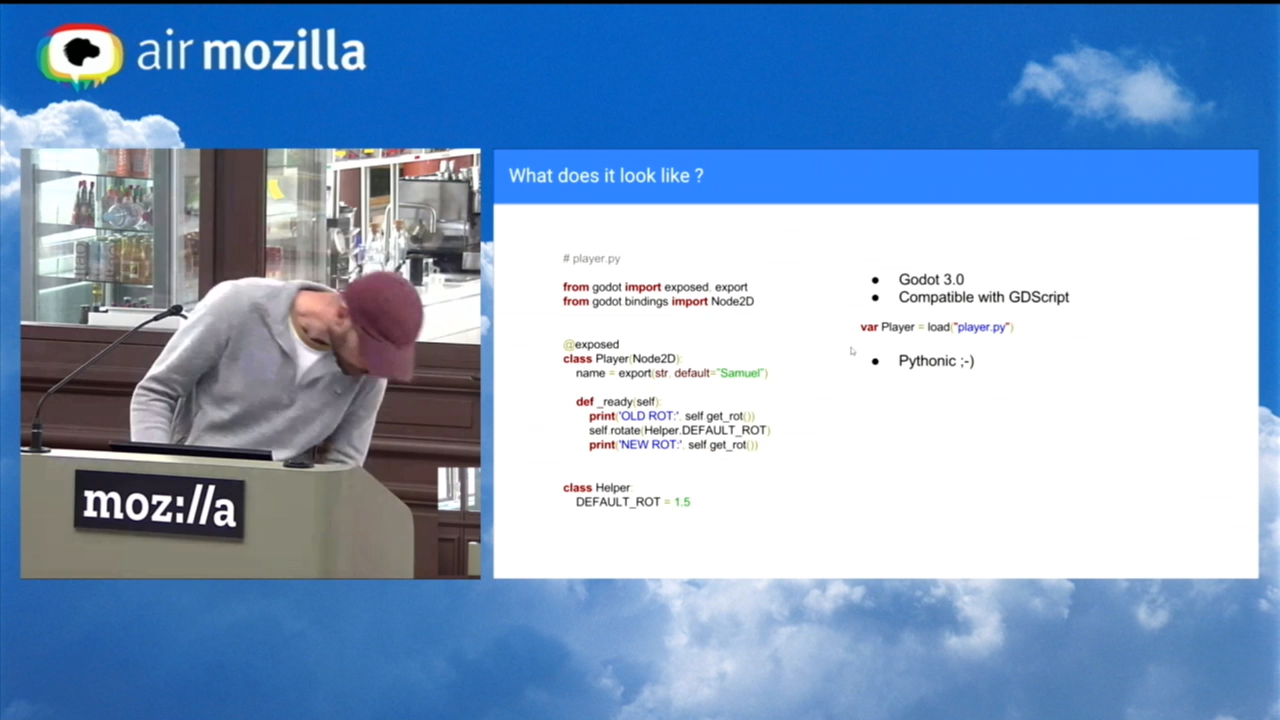 air mozilla
moz://a
What does it look like ?
# player.py
from godot import exposed, export
from godot bindings import Node2D
@exposed
class Player(Node2D):
name = export(str, default="Samuel")
def _ready(self):
print('OLD ROT:', self get_rot())
self rotate(Helper.DEFAULT_ROT)
print('NEW ROT:', self get_rot())
class Helper:
DEFAULT_ROT = 1.5
● Godot 3.0
● Compatible with GDScript
var Player = load("player.py")
● Pythonic ;-)